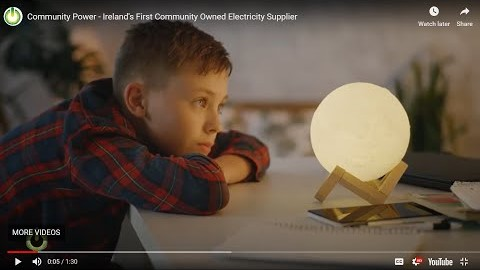 Community Power - Ireland's First Community Owned Electricity Supplier
Watch later
Share
MORE VIDEOS
0:05 / 1:30
YouTube